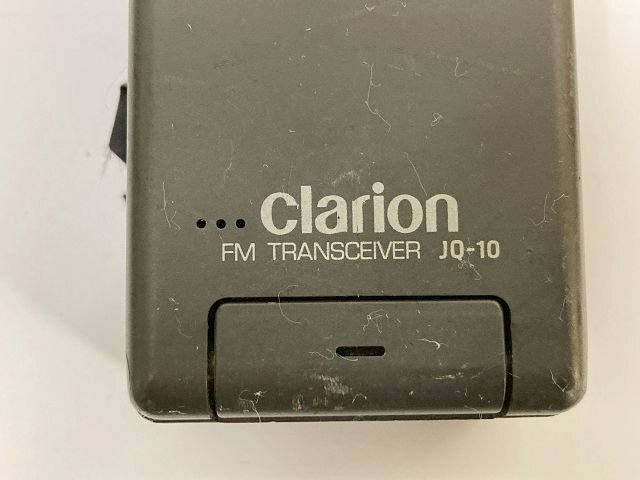 clarion
FM TRANSCEIVER JQ-10